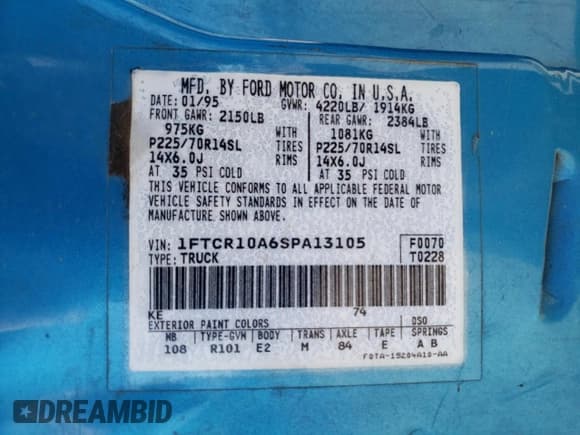 MFD. BY FORD MOTOR CO. IN U.S.A.
DATE: 01/95 GVWR: 4220LB/ 1914KG
FRONT GAWR: 2150LB REAR GAWR: 2384LB
975KG WITH 1081KG WITH
P225/70R14SL TIRES P225/70R14SL TIRES
14X6.0J RIMS 14X6.0J RIMS
AT 35 PSI COLD AT 35 PSI COLD
THIS VEHICLE CONFORMS TO ALL APPLICABLE FEDERAL MOTOR
VEHICLE SAFETY STANDARDS IN EFFECT ON THE DATE OF
MANUFACTURE SHOWN ABOVE.
VIN: 1FTCR10A6SPA13105 F0070
TYPE: TRUCK T0228
KE 74
EXTERIOR PAINT COLORS DSO
WB TYPE-GVM BODY TRANS AXLE TAPE SPRINGS
108 R101 E2 M 84 E A B
F0TA-15204A10-AA
DREAMBID